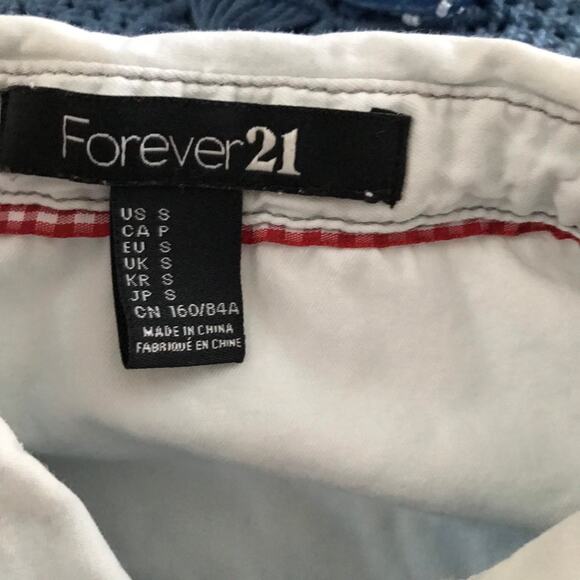 Forever21
US S
CA P
EU S
UK S
KR S
JP S
CN 160/84A
MADE IN CHINA
FABRIQUÉ EN CHINE